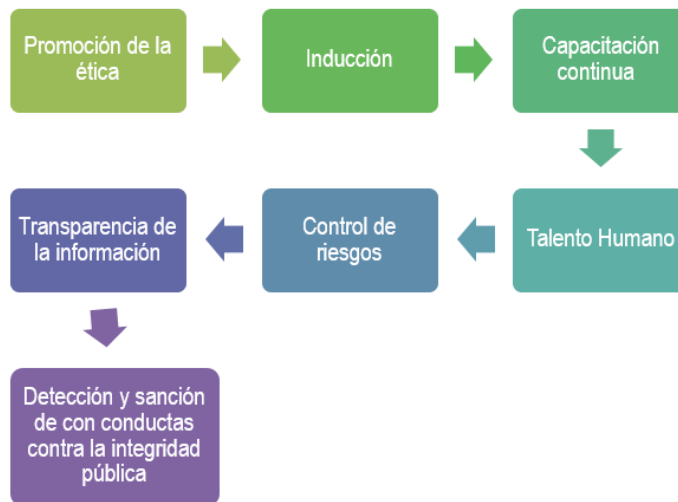 Promoción de la
ética
Inducción
Capacitación
continua
Talento Humano
Control de
riesgos
Transparencia de
la información
Detección y sanción
de con conductas
contra la integridad
pública